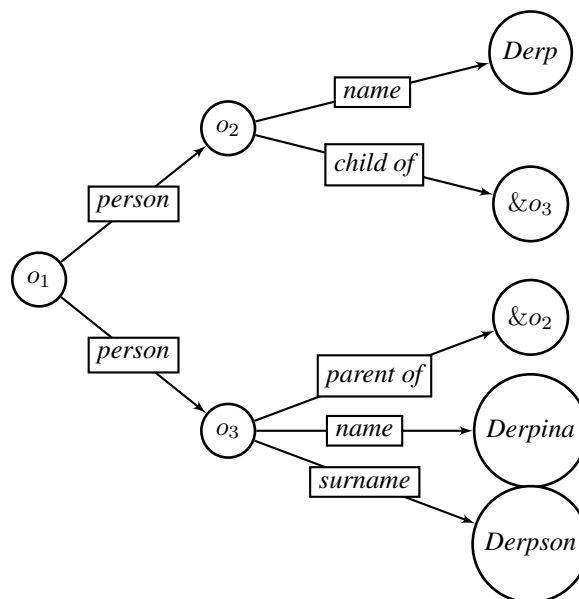 Derp
name
o₂
child of
person
&o₃
o₁
&o₂
person
parent of
o₃
name
Derpina
surname
Derpson